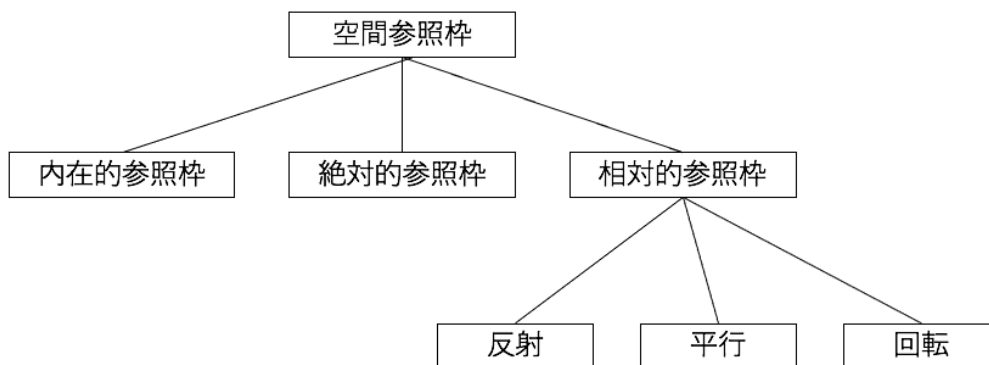 空間参照枠
内在的参照枠
絶対的参照枠
相対的参照枠
反射
平行
回転